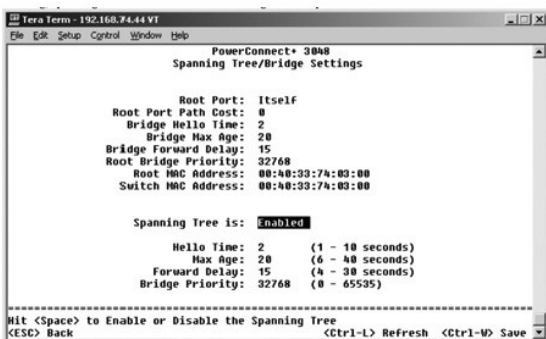 Tera Term - 192.168.74.44 VT
File Edit Setup Control Window Help
PowerConnect+ 3048
Spanning Tree/Bridge Settings
Root Port: Itself
Root Port Path Cost: 0
Bridge Hello Time: 2
Bridge Max Age: 20
Bridge Forward Delay: 15
Root Bridge Priority: 32768
Root MAC Address: 00:40:33:74:03:00
Switch MAC Address: 00:40:33:74:03:00
Spanning Tree is: Enabled
Hello Time: 2 (1 - 10 seconds)
Max Age: 20 (6 - 40 seconds)
Forward Delay: 15 (4 - 30 seconds)
Bridge Priority: 32768 (0 - 65535)
Hit <Space> to Enable or Disable the Spanning Tree
<ESC> Back <Ctrl-L> Refresh <Ctrl-W> Save